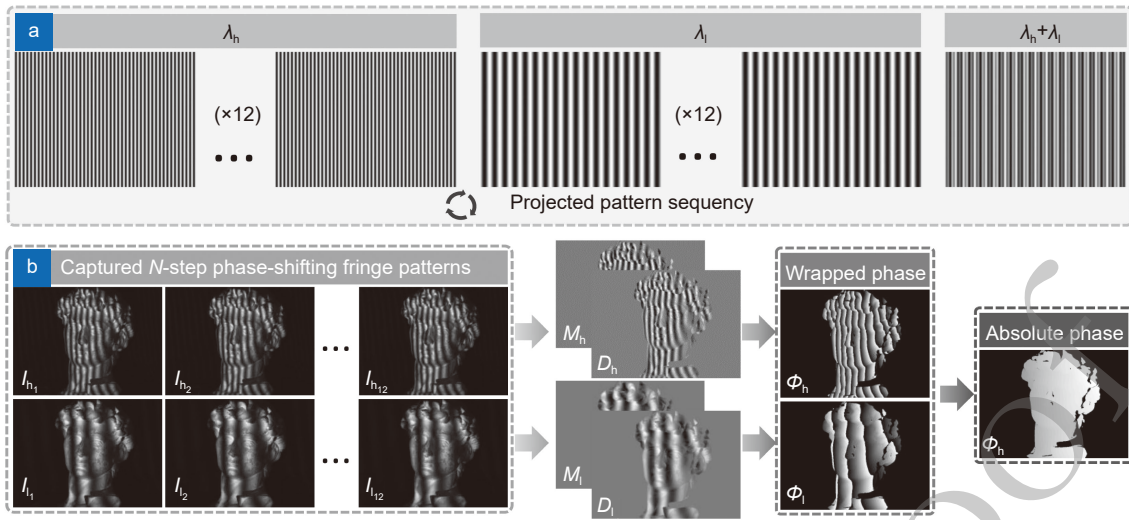 a
λh λl λh+λl
(×12) (×12)
Projected pattern sequency
b
Captured N-step phase-shifting fringe patterns
Ih1 Ih2 Ih12
Il1 Il2 Il12
Mh
Dh
Ml
Dl
Wrapped phase
Φh
Φl
Absolute phase
Φh